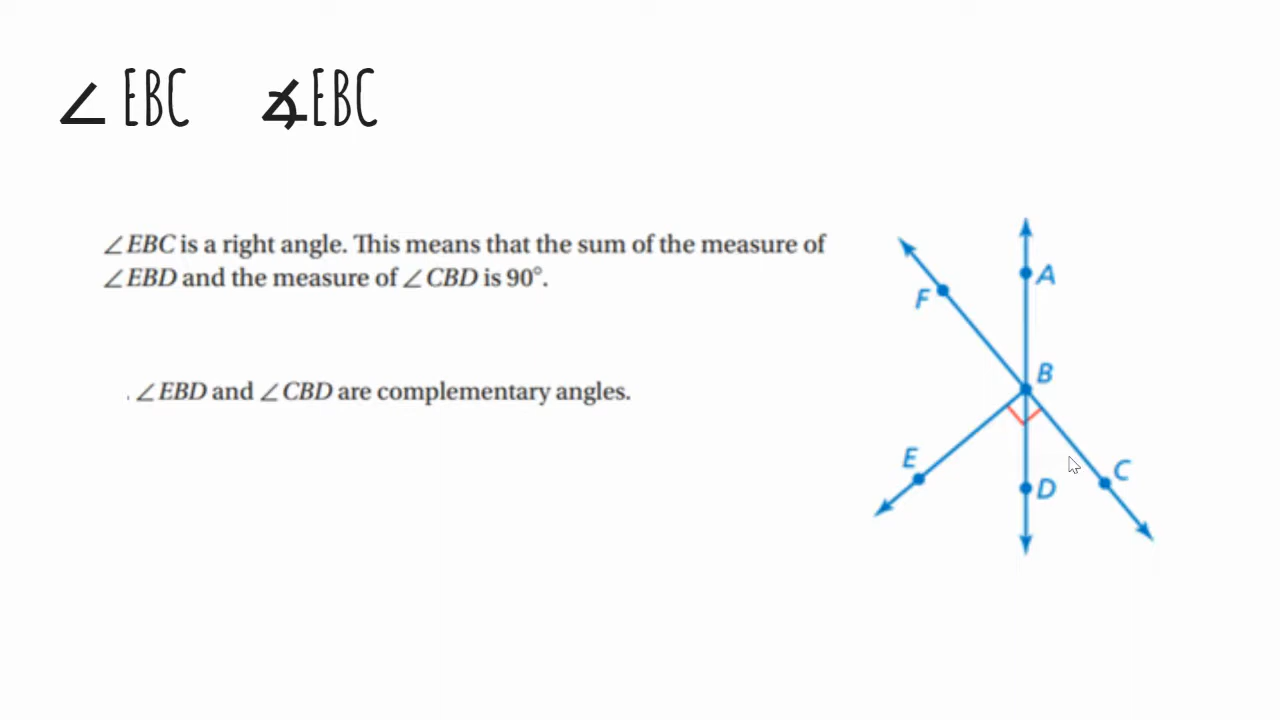 ∠ EBC ∡EBC
∠EBC is a right angle. This means that the sum of the measure of
∠EBD and the measure of ∠CBD is 90°.
. ∠EBD and ∠CBD are complementary angles.
A
F
B
E
C
D